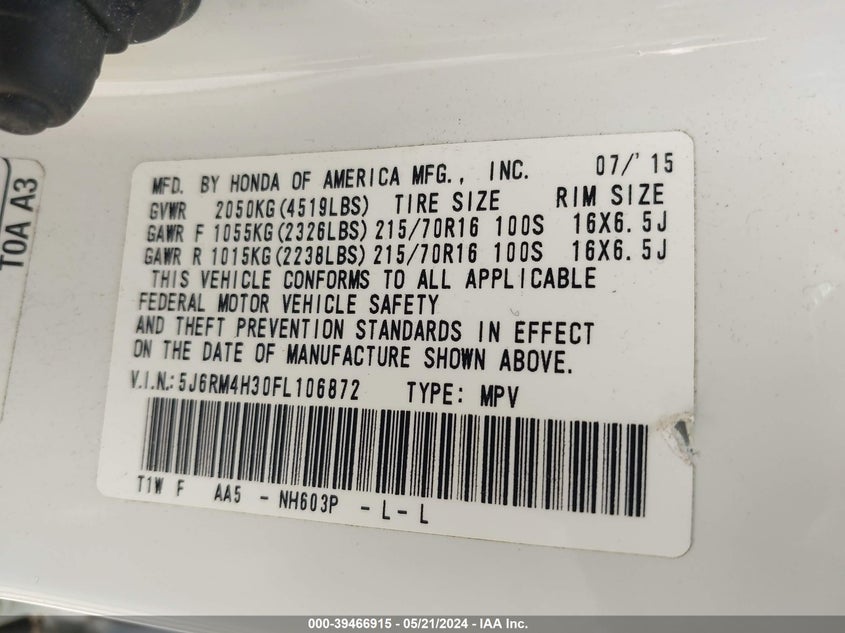 T0A A3
MFD. BY HONDA OF AMERICA MFG., INC. 07/'15
GVWR 2050KG(4519LBS) TIRE SIZE RIM SIZE
GAWR F 1055KG(2326LBS) 215/70R16 100S 16X6.5J
GAWR R 1015KG(2238LBS) 215/70R16 100S 16X6.5J
THIS VEHICLE CONFORMS TO ALL APPLICABLE
FEDERAL MOTOR VEHICLE SAFETY
AND THEFT PREVENTION STANDARDS IN EFFECT
ON THE DATE OF MANUFACTURE SHOWN ABOVE.
V.I.N.: 5J6RM4H30FL106872 TYPE: MPV
T1W F AA5 - NH603P - L - L
000-39466915 - 05/21/2024 - IAA Inc.